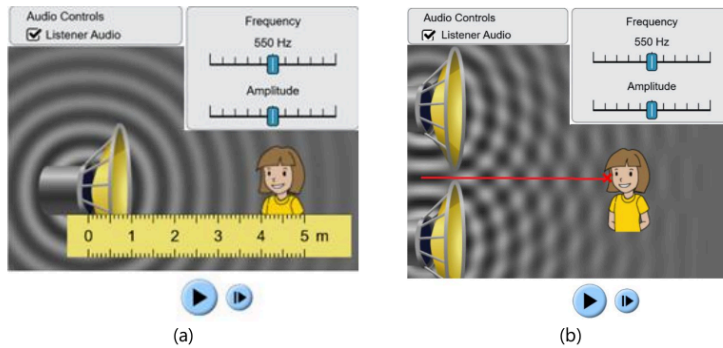 Audio Controls
Listener Audio
Frequency
550 Hz
Amplitude
0 1 2 3 4 5 m
(a)
Audio Controls
Listener Audio
Frequency
550 Hz
Amplitude
(b)